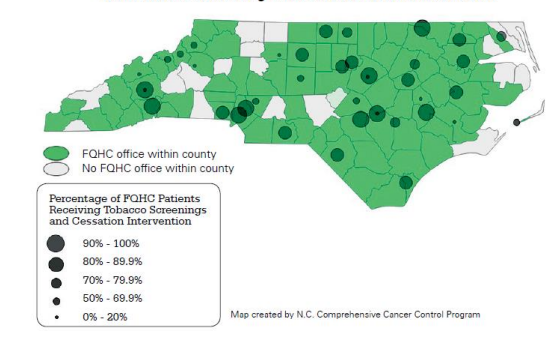 FQHC office within county
No FQHC office within county
Percentage of FQHC Patients
Receiving Tobacco Screenings
and Cessation Intervention
90% - 100%
80% - 89.9%
70% - 79.9%
50% - 69.9%
0% - 20%
Map created by N.C. Comprehensive Cancer Control Program